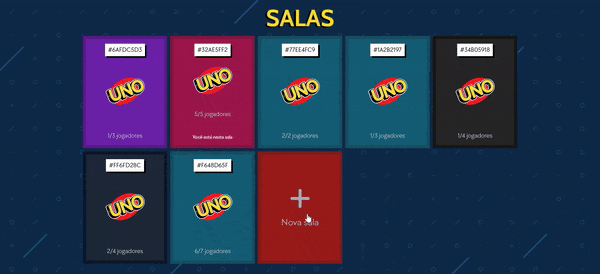 SALAS
#6AFDC5D3
UNO
1/3 jogadores
#32AE5FF2
UNO
5/5 jogadores
Você está nesta sala
#77EE4FC9
UNO
2/2 jogadores
#1A2B2197
UNO
1/3 jogadores
#34B05918
UNO
1/4 jogadores
#FF6FD28C
UNO
2/4 jogadores
#F648D65F
UNO
6/7 jogadores
Nova sala